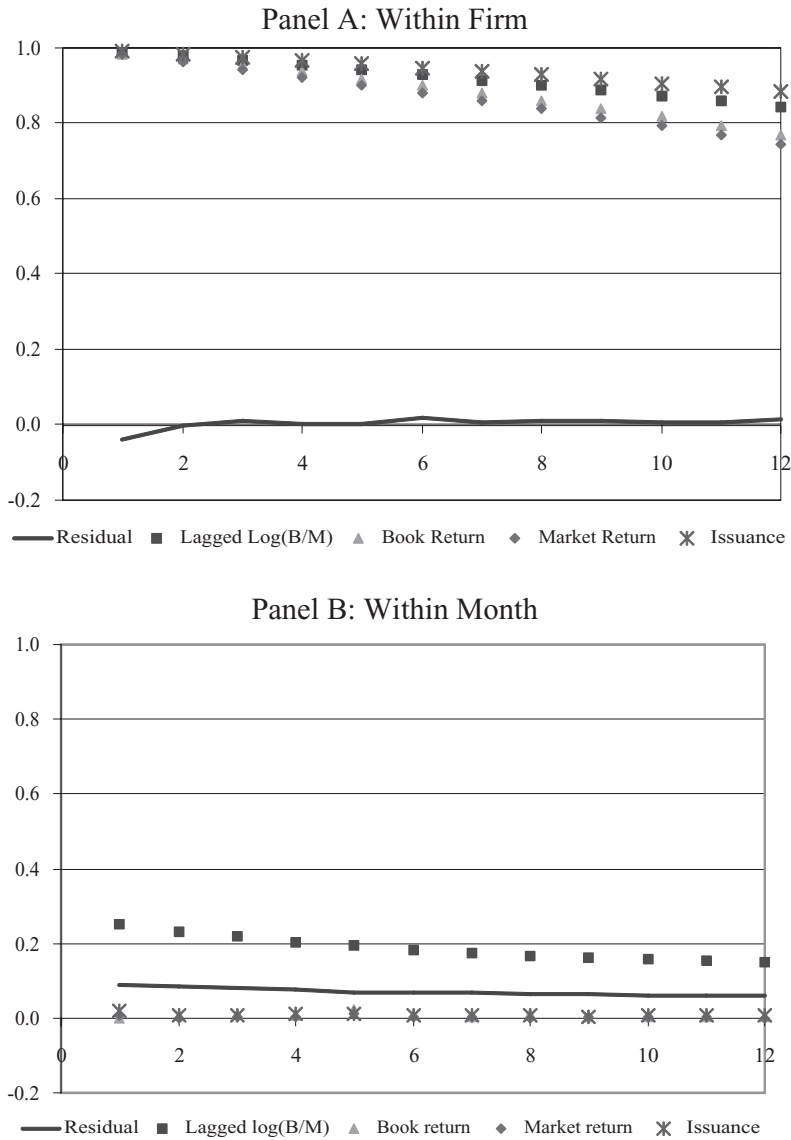 Panel A: Within Firm
1.0
0.8
0.6
0.4
0.2
0.0
-0.2
0 2 4 6 8 10 12
Residual Lagged Log(B/M) Book Return Market Return Issuance
Panel B: Within Month
1.0
0.8
0.6
0.4
0.2
0.0
-0.2
0 2 4 6 8 10 12
Residual Lagged log(B/M) Book return Market return Issuance